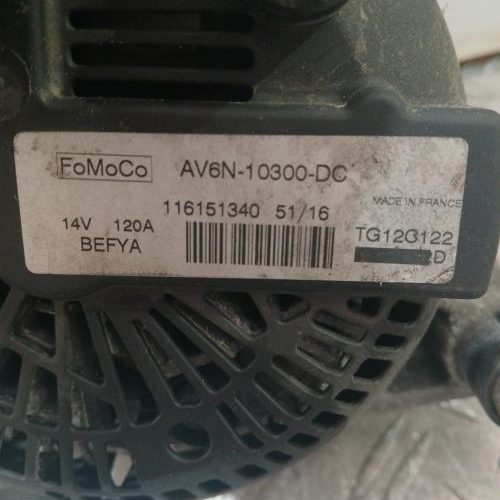 FoMoCo AV6N-10300-DC
MADE IN FRANCE
116151340 51/16
14V 120A
BEFYA
TG12C122
D